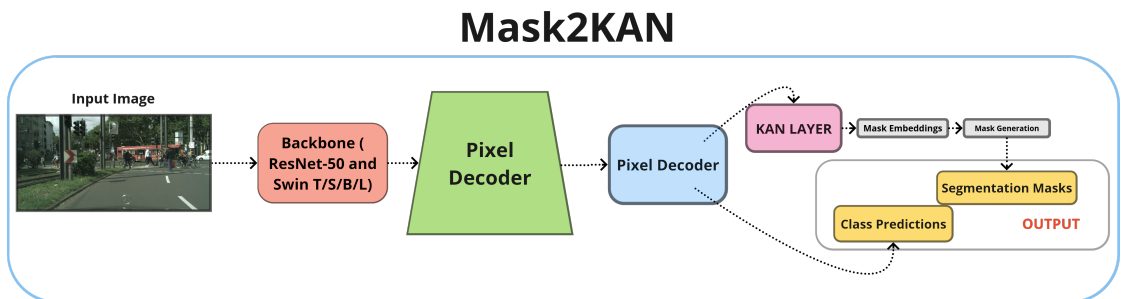 Mask2KAN
Input Image
Backbone (
ResNet-50 and
Swin T/S/B/L)
Pixel
Decoder
Pixel Decoder
KAN LAYER
Mask Embeddings
Mask Generation
Segmentation Masks
Class Predictions
OUTPUT